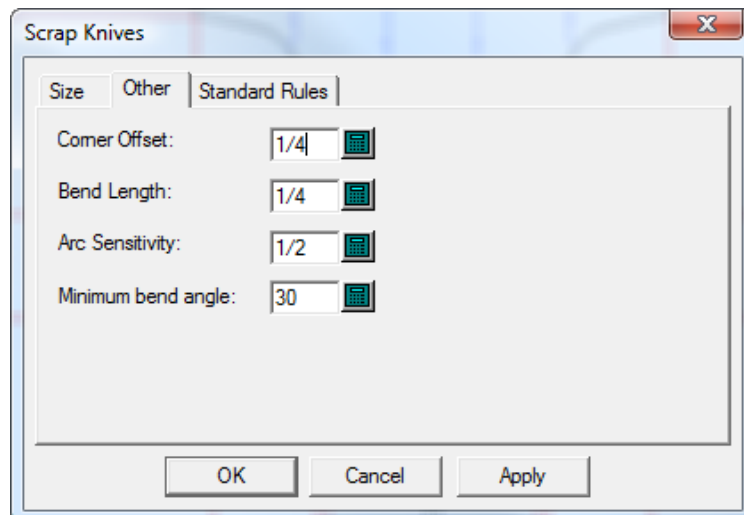 Scrap Knives
X
Size Other Standard Rules
Corner Offset: 1/4
Bend Length: 1/4
Arc Sensitivity: 1/2
Minimum bend angle: 30
OK Cancel Apply